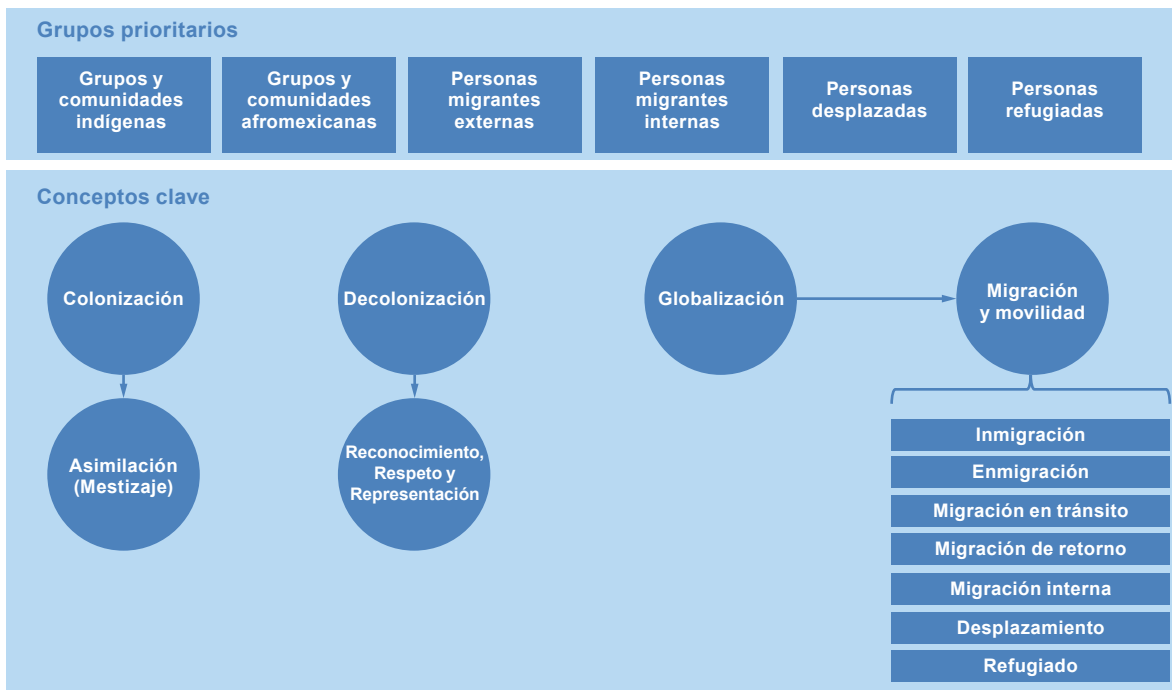 Grupos prioritarios
Grupos y
comunidades
indígenas
Grupos y
comunidades
afromexicanas
Personas
migrantes
externas
Personas
migrantes
internas
Personas
desplazadas
Personas
refugiadas
Conceptos clave
Colonización
Decolonización
Globalización
Migración
y movilidad
Asimilación
(Mestizaje)
Reconocimiento,
Respeto y
Representación
Inmigración
Enmigración
Migración en tránsito
Migración de retorno
Migración interna
Desplazamiento
Refugiado